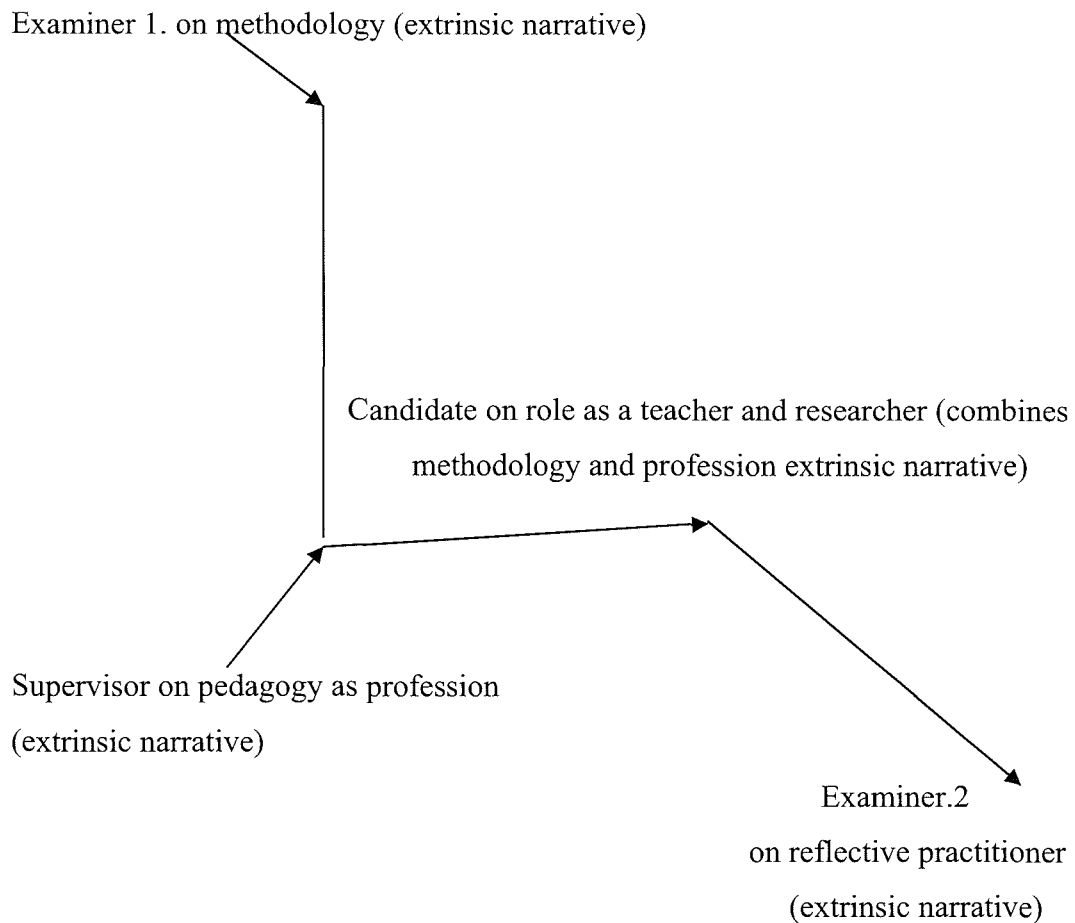 Examiner 1. on methodology (extrinsic narrative)
Candidate on role as a teacher and researcher (combines
methodology and profession extrinsic narrative)
Supervisor on pedagogy as profession
(extrinsic narrative)
Examiner.2
on reflective practitioner
(extrinsic narrative)